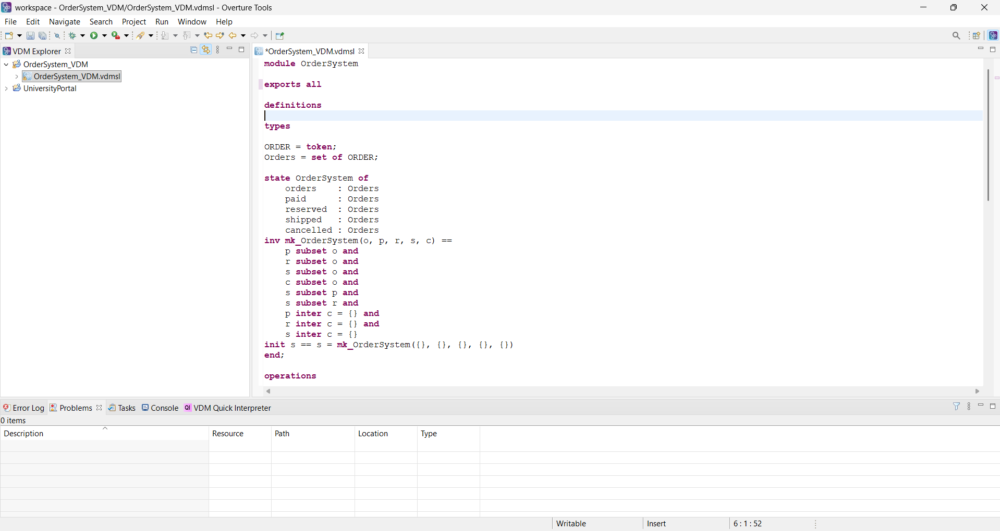 workspace - OrderSystem_VDM/OrderSystem_VDM.vdmsl - Overture Tools
File Edit Navigate Search Project Run Window Help
VDM Explorer
OrderSystem_VDM
OrderSystem_VDM.vdmsl
UniversityPortal
*OrderSystem_VDM.vdmsl
module OrderSystem
exports all
definitions
types
ORDER = token;
Orders = set of ORDER;
state OrderSystem of
orders : Orders
paid : Orders
reserved : Orders
shipped : Orders
cancelled : Orders
inv mk_OrderSystem(o, p, r, s, c) ==
p subset o and
r subset o and
s subset o and
c subset o and
s subset p and
s subset r and
p inter c = {} and
r inter c = {} and
s inter c = {}
init s == s = mk_OrderSystem({}, {}, {}, {}, {})
end;
operations
Error Log Problems Tasks Console QI VDM Quick Interpreter
0 items
Description Resource Path Location Type
Writable Insert 6 : 1 : 52